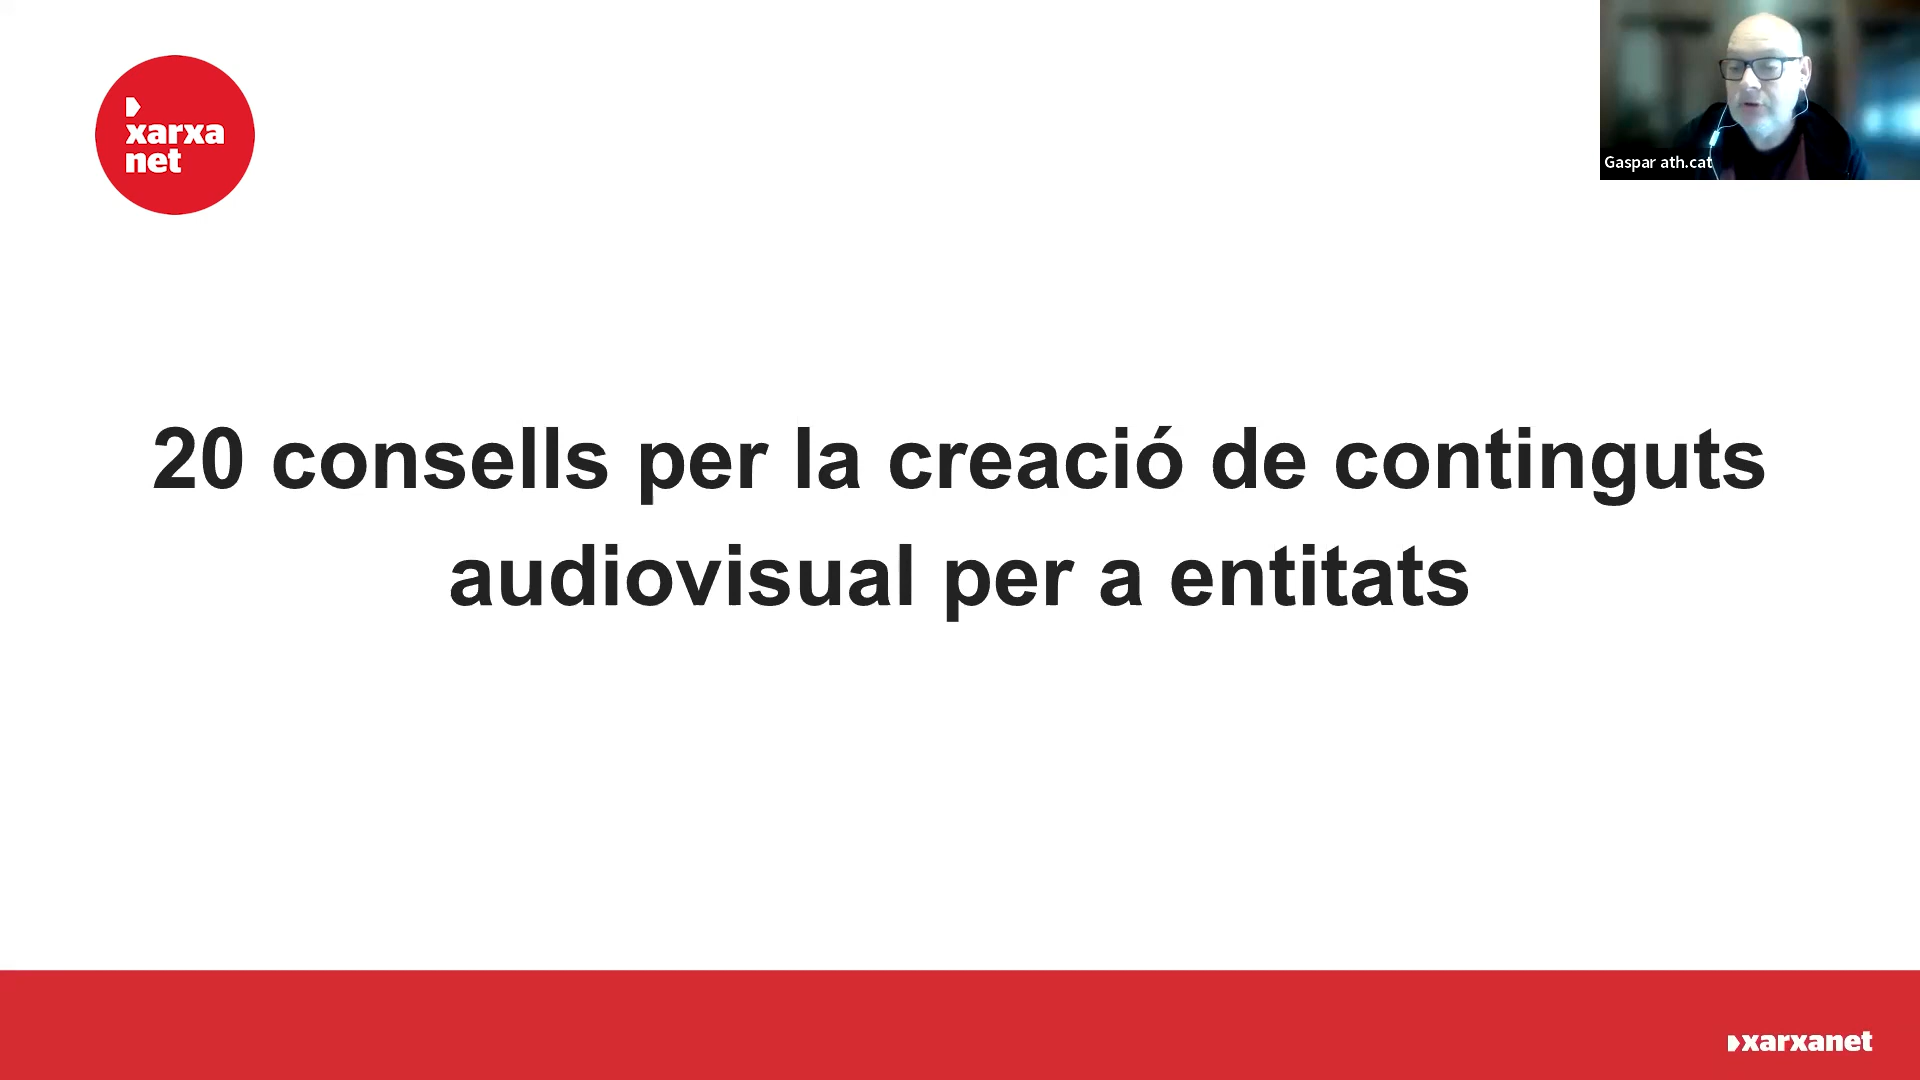 xarxa
net
Gaspar ath.cat
20 consells per la creació de continguts
audiovisual per a entitats
xarxanet